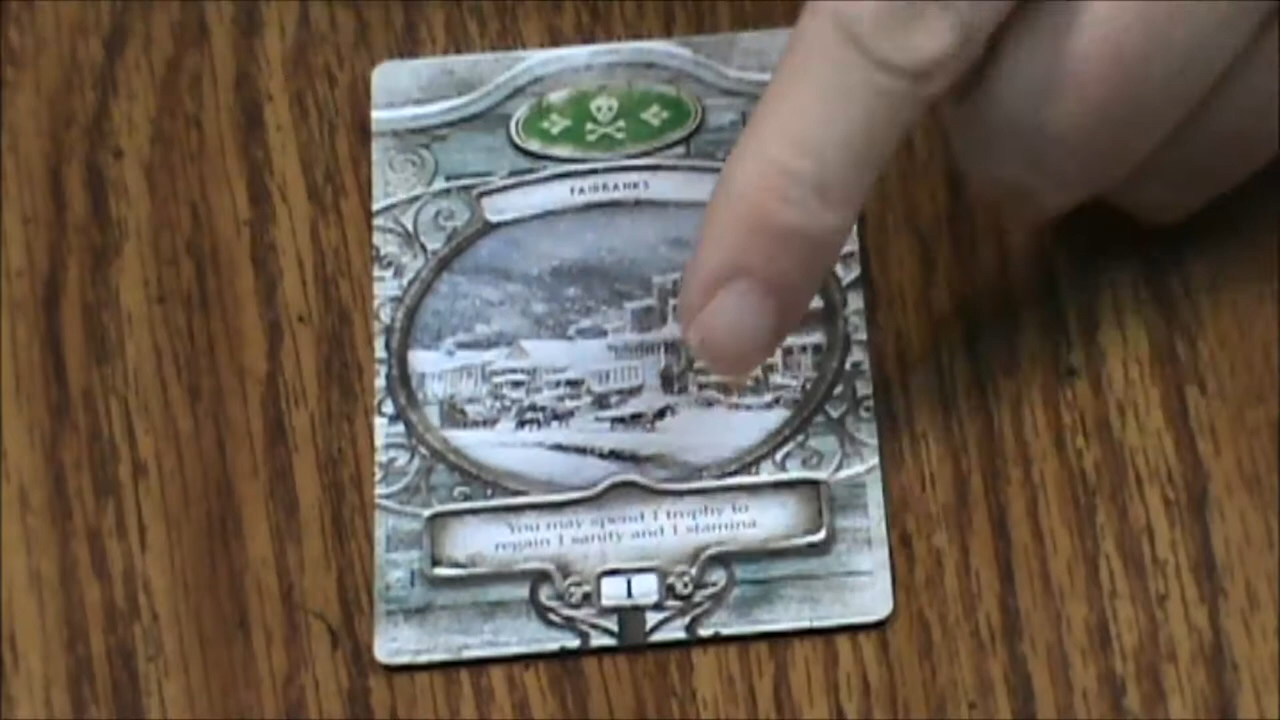 FAIRBANKS
You may spend 1 trophy to
regain 1 sanity and 1 stamina.
1